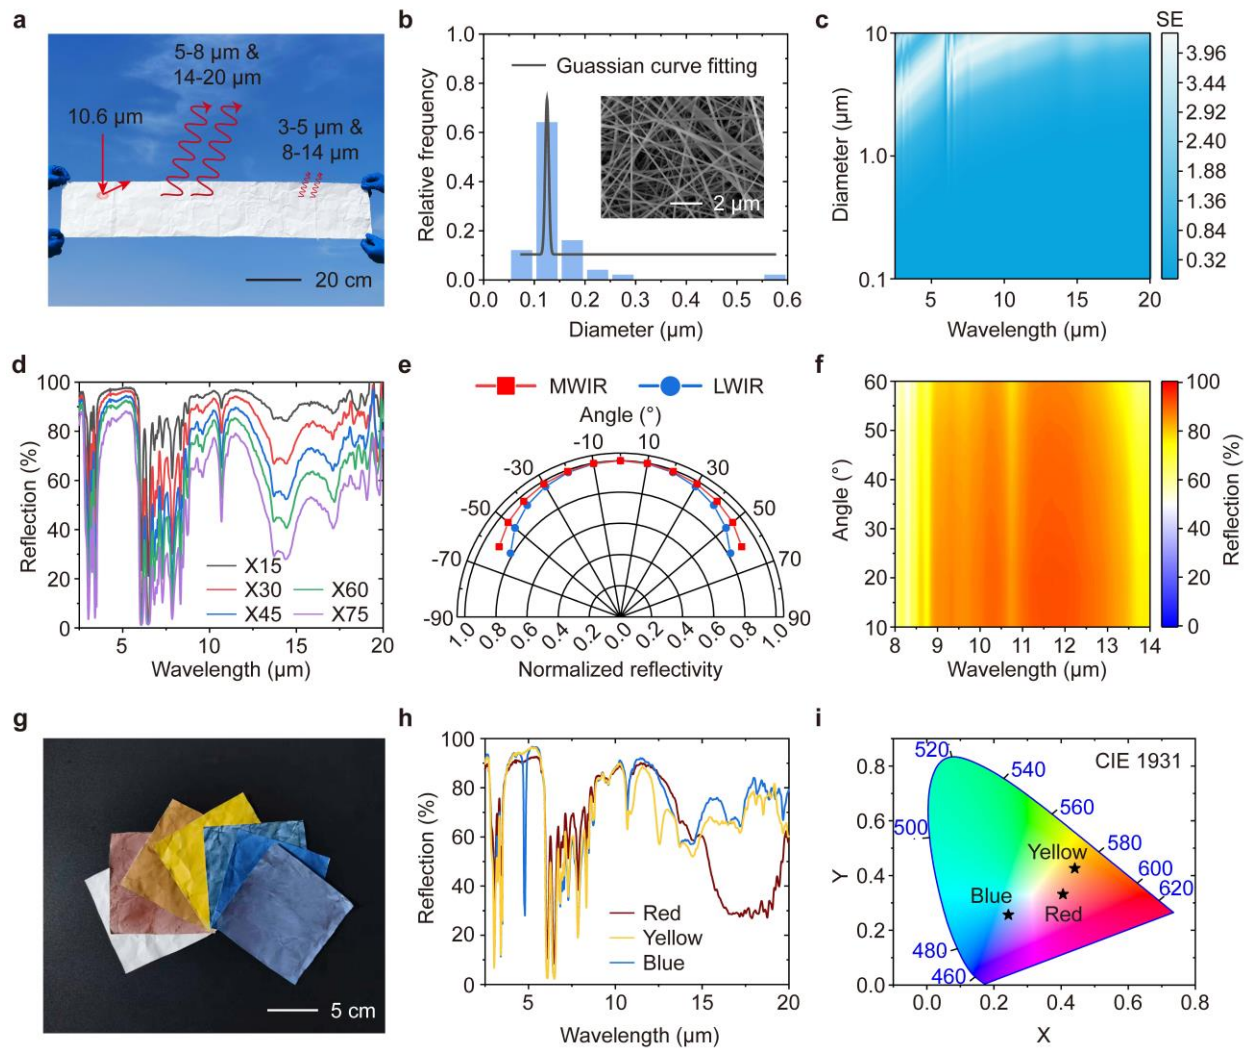 a
5-8 μm &
14-20 μm
10.6 μm
3-5 μm &
8-14 μm
20 cm
b
1.0
0.8
0.6
0.4
0.2
0.0
Relative frequency
Guassian curve fitting
2 μm
0.0 0.1 0.2 0.3 0.4 0.5 0.6
Diameter (μm)
c
SE
10
1.0
0.1
Diameter (μm)
5 10 15 20
Wavelength (μm)
3.96
3.44
2.92
2.40
1.88
1.36
0.84
0.32
d
100
80
60
40
20
0
Reflection (%)
X15
X30 X60
X45 X75
5 10 15 20
Wavelength (μm)
e
MWIR LWIR
Angle (°)
-10 10
-30 30
-50 50
-70 70
-90 90
1.0 0.8 0.6 0.4 0.2 0.0 0.2 0.4 0.6 0.8 1.0
Normalized reflectivity
f
60
50
40
30
20
10
Angle (°)
8 9 10 11 12 13 14
Wavelength (μm)
100
80
60
40
20
0
Reflection (%)
g
5 cm
h
100
80
60
40
20
0
Reflection (%)
Red
Yellow
Blue
5 10 15 20
Wavelength (μm)
i
CIE 1931
0.8
0.6
0.4
0.2
0.0
Y
520
540
560
500
580
Yellow
600
620
Blue
Red
480
460
0.0 0.2 0.4 0.6 0.8
X